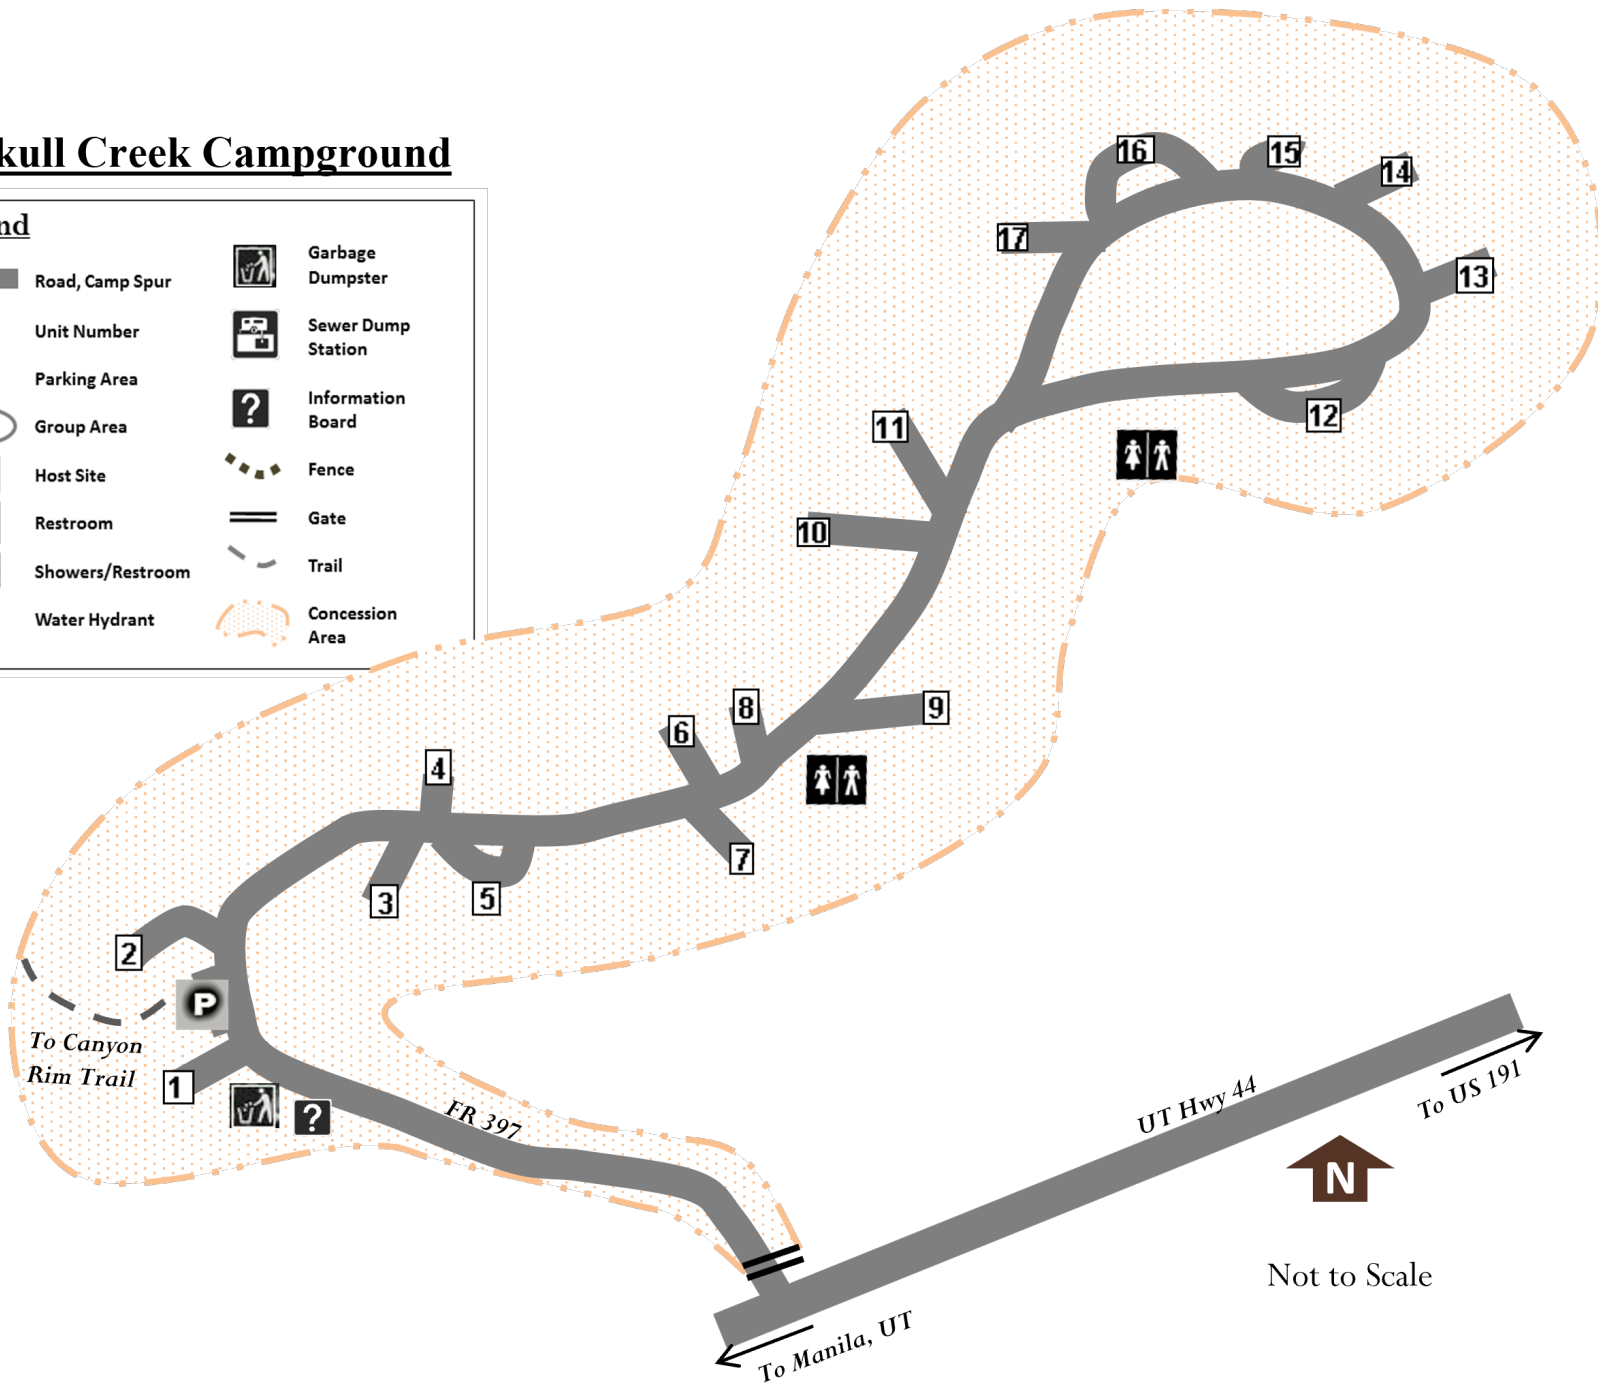 kull Creek Campground
nd
Road, Camp Spur
Unit Number
Parking Area
Group Area
Host Site
Restroom
Showers/Restroom
Water Hydrant
Garbage
Dumpster
Sewer Dump
Station
?
Information
Board
Fence
Gate
Trail
Concession
Area
16
15
14
17
13
12
11
10
9
8
6
4
7
5
3
2
P
To Canyon
Rim Trail
1
?
FR 397
UT Hwy 44
To US 191
N
Not to Scale
To Manila, UT